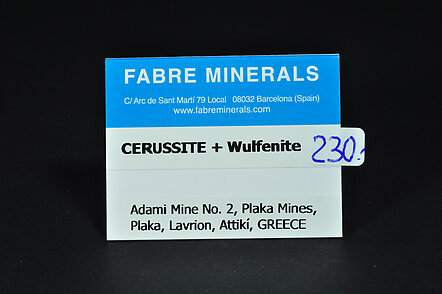 FABRE MINERALS
C/ Arc de Sant Martí 79 Local 08032 Barcelona (Spain)
www.fabreminerals.com
CERUSSITE + Wulfenite 230.-
Adami Mine No. 2, Plaka Mines,
Plaka, Lavrion, Attikí, GREECE